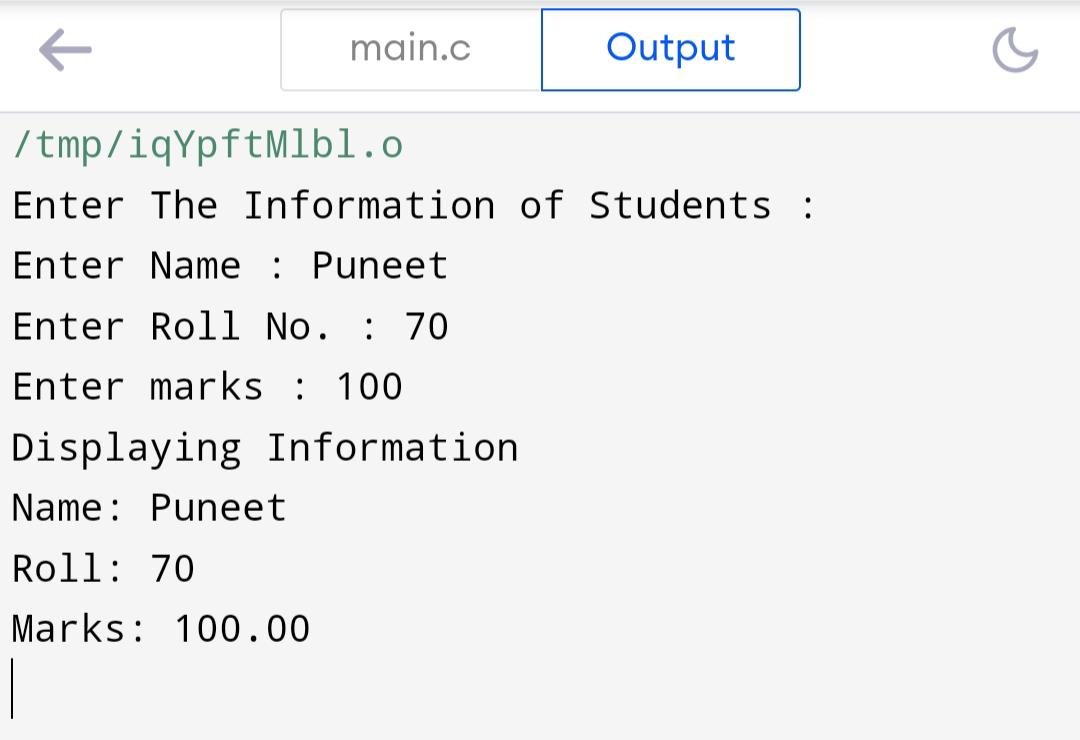 main.c Output
/tmp/iqYpftMlbl.o
Enter The Information of Students :
Enter Name : Puneet
Enter Roll No. : 70
Enter marks : 100
Displaying Information
Name: Puneet
Roll: 70
Marks: 100.00